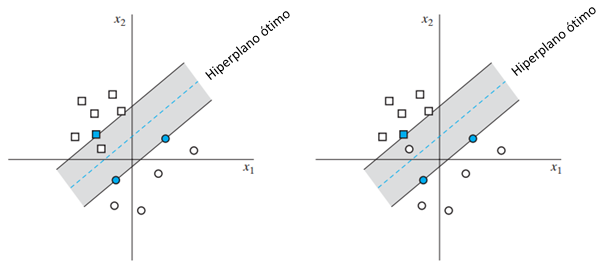 x₂
Hiperplano ótimo
x₁
x₂
Hiperplano ótimo
x₁